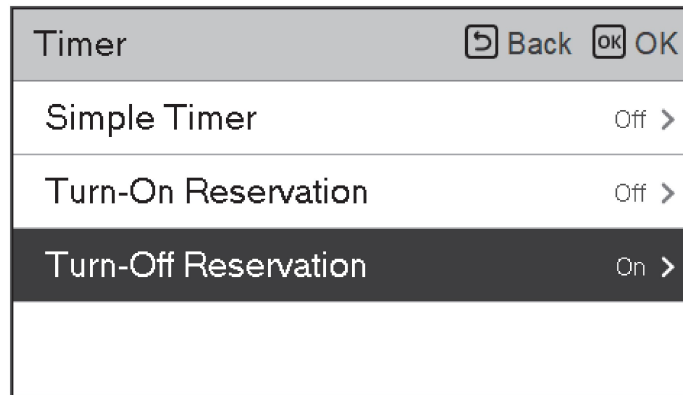 Timer Back OK OK
Simple Timer Off >
Turn-On Reservation Off >
Turn-Off Reservation On >